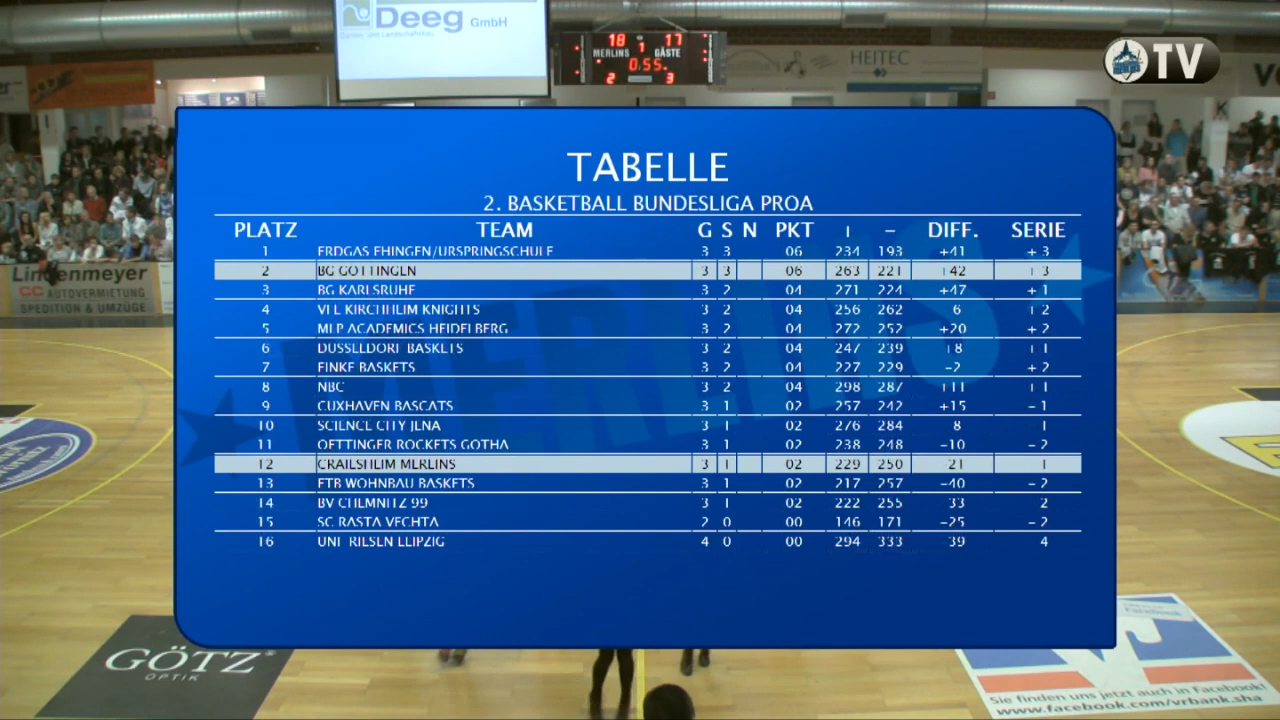 Deeg GmbH
Garten- und Landschaftsbau
18 17
MERLINS 1 GÄSTE
0:55.
2 3
HEITEC
TV
Lindenmeyer
CC AUTOVERMIETUNG
SPEDITION & UMZÜGE
TABELLE
2. BASKETBALL BUNDESLIGA PROA
PLATZ TEAM G S N PKT + − DIFF. SERIE
1 ERDGAS EHINGEN/URSPRINGSCHULE 3 3 06 234 193 +41 +3
2 BG GÖTTINGEN 3 3 06 263 221 +42 +3
3 BG KARLSRUHE 3 2 04 271 224 +47 +1
4 VFL KIRCHHEIM KNIGHTS 3 2 04 256 262 6 +2
5 MLP ACADEMICS HEIDELBERG 3 2 04 272 252 +20 +2
6 DÜSSELDORF BASKETS 3 2 04 247 239 +8 +1
7 FINKE BASKETS 3 2 04 227 229 −2 +2
8 NBC 3 2 04 298 287 +11 +1
9 CUXHAVEN BASCATS 3 1 02 257 242 +15 −1
10 SCIENCE CITY JENA 3 1 02 276 284 8 1
11 OETTINGER ROCKETS GOTHA 3 1 02 238 248 −10 −2
12 CRAILSHEIM MERLINS 3 1 02 229 250 21 1
13 ETB WOHNBAU BASKETS 3 1 02 217 257 −40 −2
14 BV CHEMNITZ 99 3 1 02 222 255 33 2
15 SC RASTA VECHTA 2 0 00 146 171 −25 −2
16 UNI-RIESEN LEIPZIG 4 0 00 294 333 39 4
MERLINS
GÖTZ
OPTIK
Sie finden uns jetzt auch in Facebook!
www.facebook.com/vrbank.sha